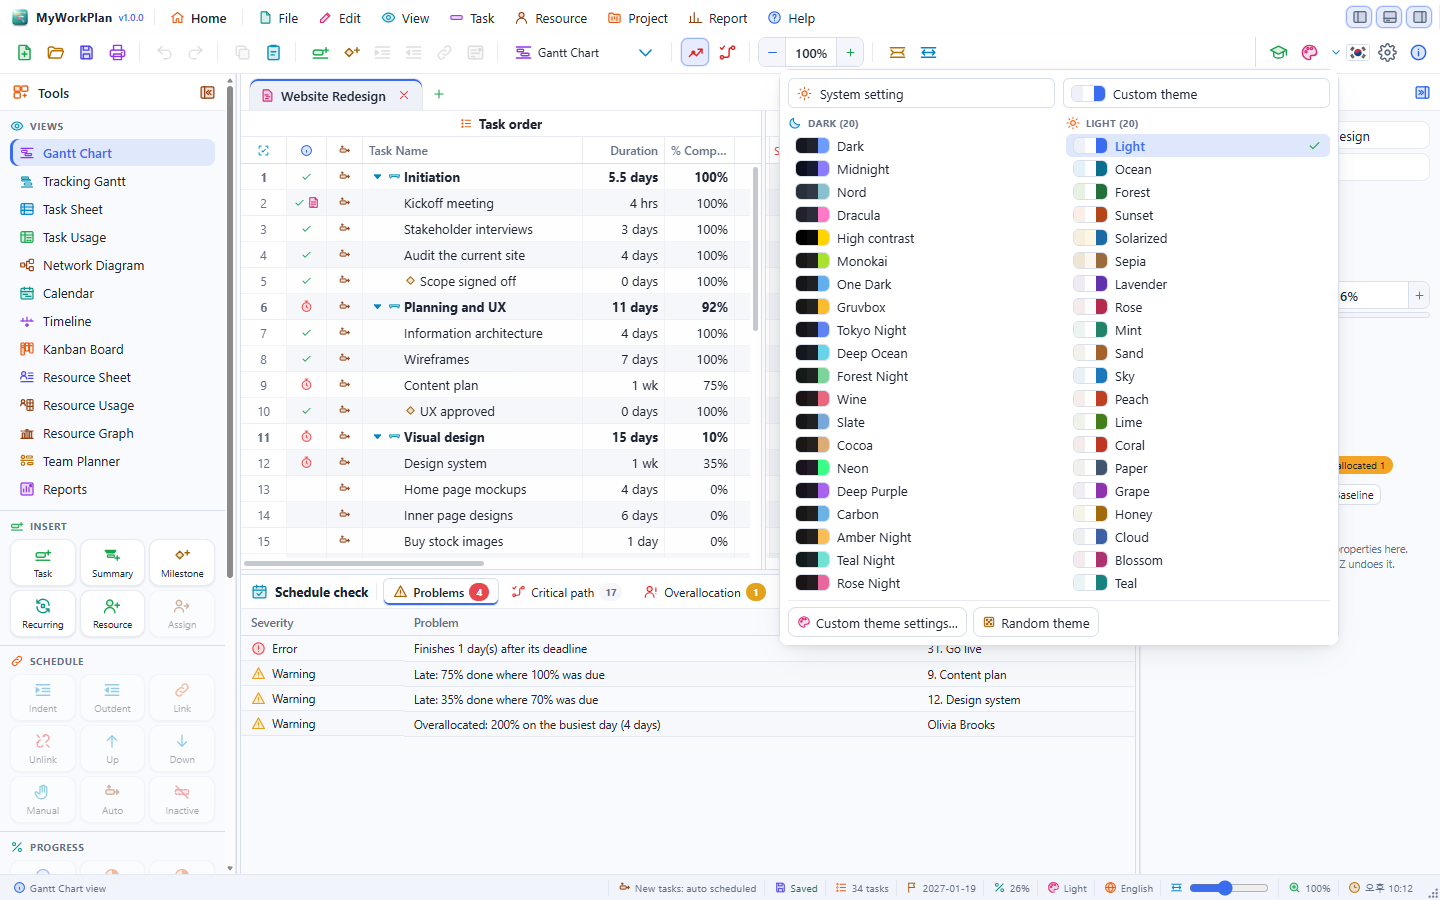 MyWorkPlan v1.0.0
Home
File
Edit
View
Task
Resource
Project
Report
Help
Gantt Chart
100%
Tools
VIEWS
Gantt Chart
Tracking Gantt
Task Sheet
Task Usage
Network Diagram
Calendar
Timeline
Kanban Board
Resource Sheet
Resource Usage
Resource Graph
Team Planner
Reports
INSERT
Task Summary Milestone
Recurring Resource Assign
SCHEDULE
Indent Outdent Link
Unlink Up Down
Manual Auto Inactive
PROGRESS
Website Redesign
Task order
Task Name Duration % Comp...
1 Initiation 5.5 days 100%
2 Kickoff meeting 4 hrs 100%
3 Stakeholder interviews 3 days 100%
4 Audit the current site 4 days 100%
5 Scope signed off 0 days 100%
6 Planning and UX 11 days 92%
7 Information architecture 4 days 100%
8 Wireframes 7 days 100%
9 Content plan 1 wk 75%
10 UX approved 0 days 100%
11 Visual design 15 days 10%
12 Design system 1 wk 35%
13 Home page mockups 4 days 0%
14 Inner page designs 6 days 0%
15 Buy stock images 1 day 0%
Schedule check
Problems 4
Critical path 17
Overallocation 1
Severity Problem
Error Finishes 1 day(s) after its deadline 31. Go live
Warning Late: 75% done where 100% was due 9. Content plan
Warning Late: 35% done where 70% was due 12. Design system
Warning Overallocated: 200% on the busiest day (4 days) Olivia Brooks
System setting
Custom theme
DARK (20)
Dark
Midnight
Nord
Dracula
High contrast
Monokai
One Dark
Gruvbox
Tokyo Night
Deep Ocean
Forest Night
Wine
Slate
Cocoa
Neon
Deep Purple
Carbon
Amber Night
Teal Night
Rose Night
LIGHT (20)
Light
Ocean
Forest
Sunset
Solarized
Sepia
Lavender
Rose
Mint
Sand
Sky
Peach
Lime
Coral
Paper
Grape
Honey
Cloud
Blossom
Teal
Custom theme settings...
Random theme
esign
6%
allocated 1
aseline
roperties here.
Z undoes it.
Gantt Chart view
New tasks: auto scheduled
Saved
34 tasks
2027-01-19
26%
Light
English
100%
오후 10:12